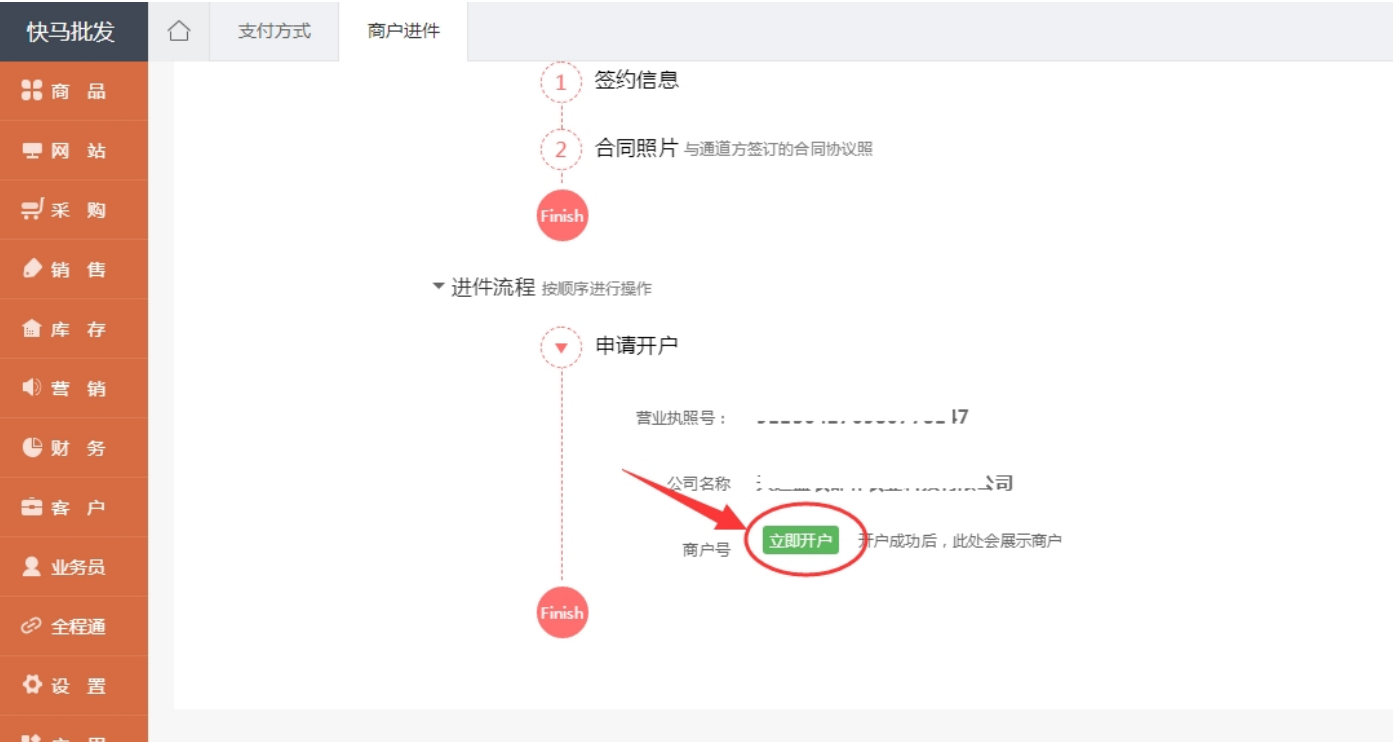 快马批发
支付方式
商户进件
商 品
网 站
采 购
销 售
库 存
营 销
财 务
客 户
业务员
全程通
设 置
1 签约信息
2 合同照片 与通道方签订的合同协议照
Finish
进件流程 按顺序进行操作
申请开户
营业执照号：
47
公司名称
公司
商户号 立即开户 开户成功后，此处会展示商户
Finish